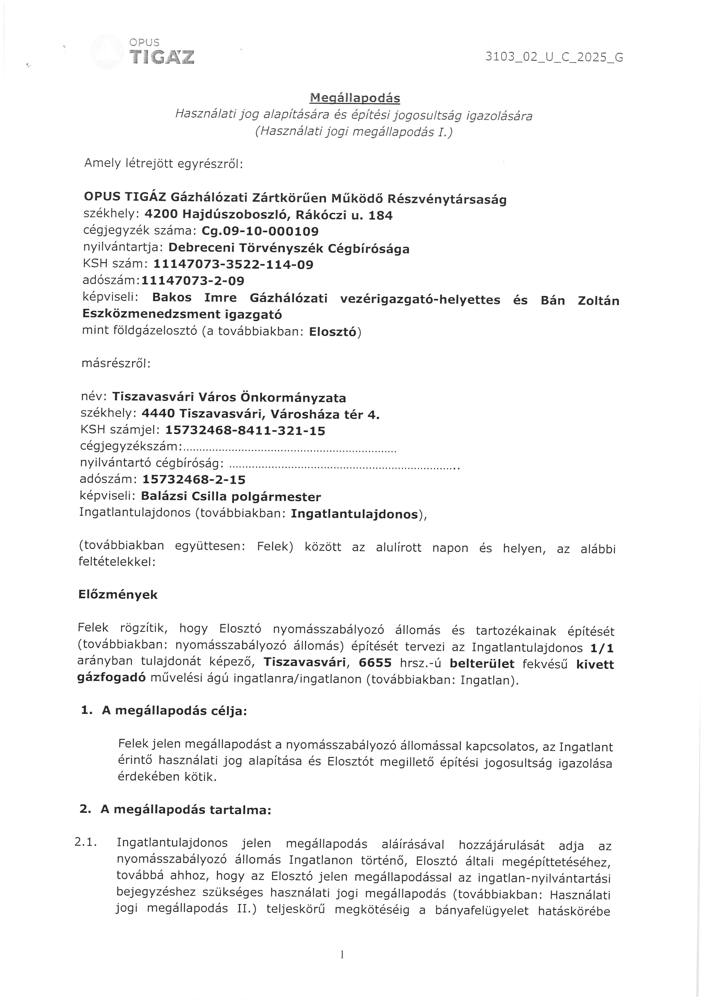 OPUS
TIGÁZ
3103_02_U_C_2025_G
Megállapodás
Használati jog alapítására és építési jogosultság igazolására
(Használati jogi megállapodás I.)
Amely létrejött egyrészről:
OPUS TIGÁZ Gázhálózati Zártkörűen Működő Részvénytársaság
székhely: 4200 Hajdúszoboszló, Rákóczi u. 184
cégjegyzék száma: Cg.09-10-000109
nyilvántartja: Debreceni Törvényszék Cégbírósága
KSH szám: 11147073-3522-114-09
adószám:11147073-2-09
képviseli: Bakos Imre Gázhálózati vezérigazgató-helyettes és Bán Zoltán
Eszközmenedzsment igazgató
mint földgázelosztó (a továbbiakban: Elosztó)
másrészről:
név: Tiszavasvári Város Önkormányzata
székhely: 4440 Tiszavasvári, Városháza tér 4.
KSH számjel: 15732468-8411-321-15
cégjegyzékszám:......................................................................
nyilvántartó cégbíróság: ...........................................................................
adószám: 15732468-2-15
képviseli: Balázsi Csilla polgármester
Ingatlantulajdonos (továbbiakban: Ingatlantulajdonos),
(továbbiakban együttesen: Felek) között az alulírott napon és helyen, az alábbi
feltételekkel:
Előzmények
Felek rögzítik, hogy Elosztó nyomásszabályozó állomás és tartozékainak építését
(továbbiakban: nyomásszabályozó állomás) építését tervezi az Ingatlantulajdonos 1/1
arányban tulajdonát képező, Tiszavasvári, 6655 hrsz.-ú belterület fekvésű kivett
gázfogadó művelési ágú ingatlanra/ingatlanon (továbbiakban: Ingatlan).
1. A megállapodás célja:
Felek jelen megállapodást a nyomásszabályozó állomással kapcsolatos, az Ingatlant
érintő használati jog alapítása és Elosztót megillető építési jogosultság igazolása
érdekében kötik.
2. A megállapodás tartalma:
2.1. Ingatlantulajdonos jelen megállapodás aláírásával hozzájárulását adja az
nyomásszabályozó állomás Ingatlanon történő, Elosztó általi megépíttetéséhez,
továbbá ahhoz, hogy az Elosztó jelen megállapodással az ingatlan-nyilvántartási
bejegyzéshez szükséges használati jogi megállapodás (továbbiakban: Használati
jogi megállapodás II.) teljeskörű megkötéséig a bányafelügyelet hatáskörébe
1